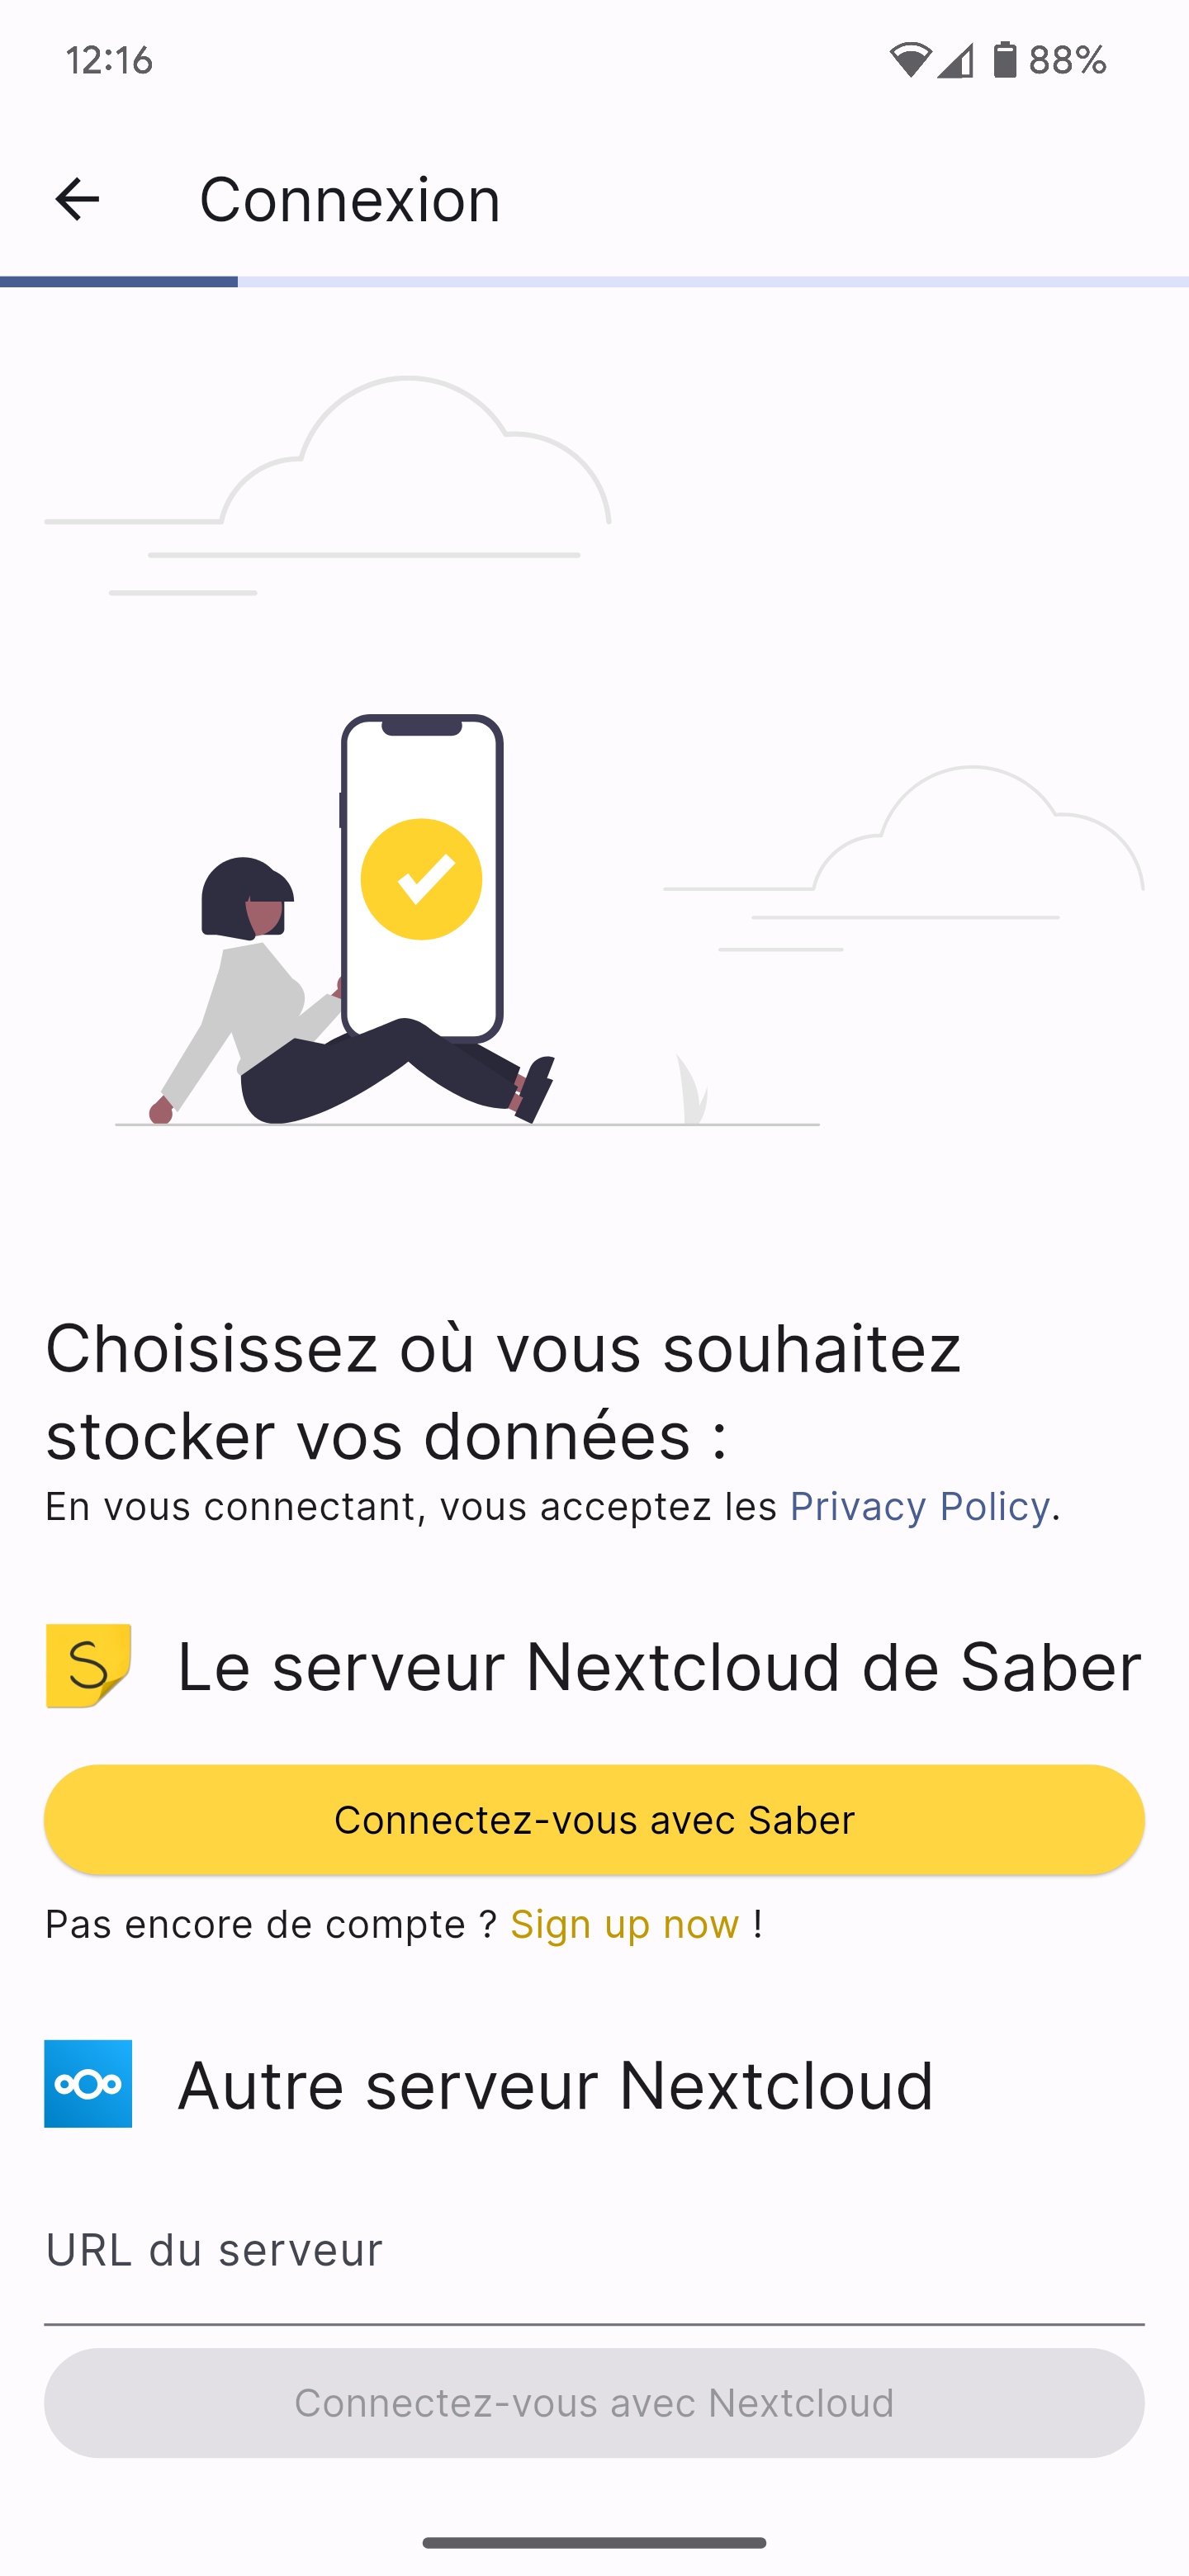 12:16
88%
Connexion
Choisissez où vous souhaitez
stocker vos données :
En vous connectant, vous acceptez les Privacy Policy.
S
Le serveur Nextcloud de Saber
Connectez-vous avec Saber
Pas encore de compte ? Sign up now !
Autre serveur Nextcloud
URL du serveur
Connectez-vous avec Nextcloud